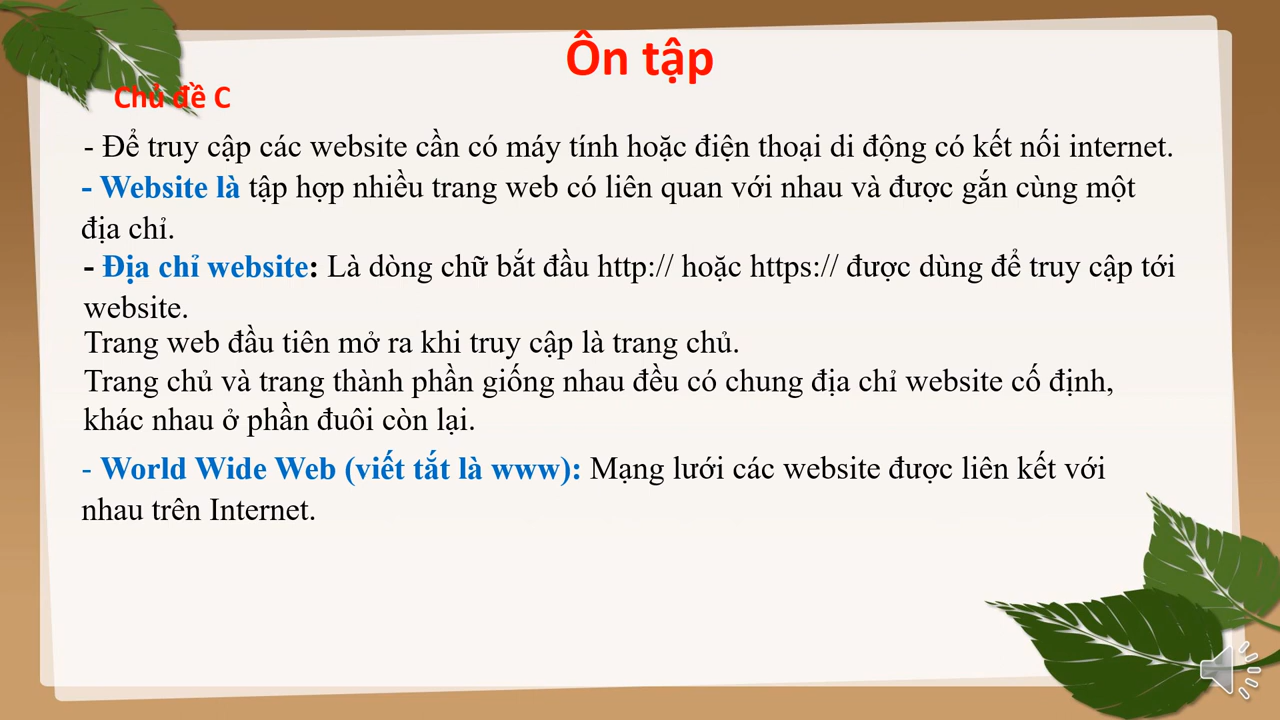 Ôn tập
Chủ đề C
- Để truy cập các website cần có máy tính hoặc điện thoại di động có kết nối internet.
- Website là tập hợp nhiều trang web có liên quan với nhau và được gắn cùng một
địa chỉ.
- Địa chỉ website: Là dòng chữ bắt đầu http:// hoặc https:// được dùng để truy cập tới
website.
Trang web đầu tiên mở ra khi truy cập là trang chủ.
Trang chủ và trang thành phần giống nhau đều có chung địa chỉ website cố định,
khác nhau ở phần đuôi còn lại.
- World Wide Web (viết tắt là www): Mạng lưới các website được liên kết với
nhau trên Internet.